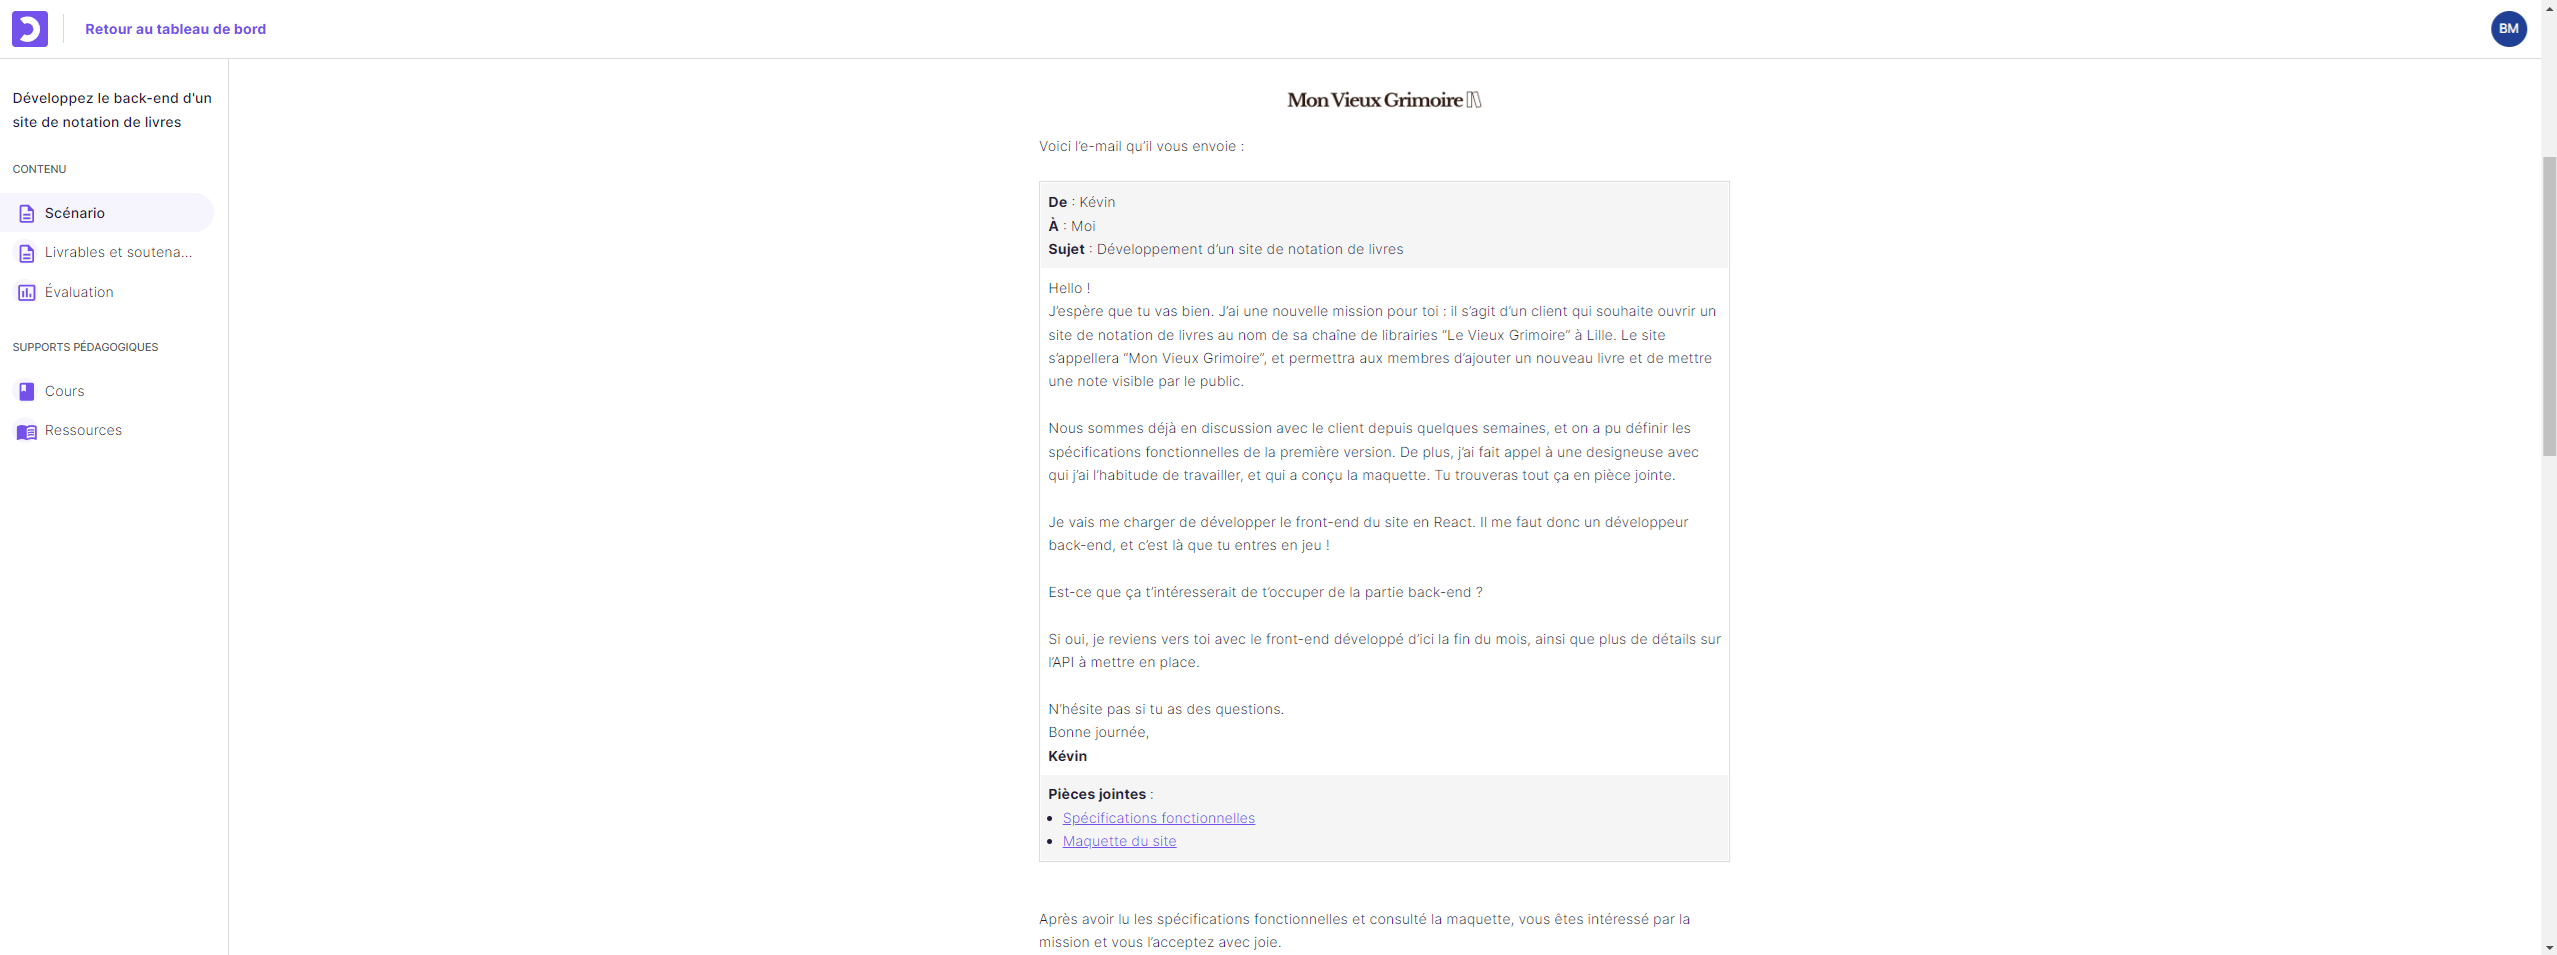 Retour au tableau de bord
BM
Développez le back-end d'un
site de notation de livres
CONTENU
Scénario
Livrables et soutena...
Évaluation
SUPPORTS PÉDAGOGIQUES
Cours
Ressources
Mon Vieux Grimoire
Voici l’e-mail qu’il vous envoie :
De : Kévin
À : Moi
Sujet : Développement d’un site de notation de livres
Hello !
J’espère que tu vas bien. J’ai une nouvelle mission pour toi : il s’agit d’un client qui souhaite ouvrir un
site de notation de livres au nom de sa chaîne de librairies “Le Vieux Grimoire” à Lille. Le site
s’appellera “Mon Vieux Grimoire”, et permettra aux membres d’ajouter un nouveau livre et de mettre
une note visible par le public.
Nous sommes déjà en discussion avec le client depuis quelques semaines, et on a pu définir les
spécifications fonctionnelles de la première version. De plus, j’ai fait appel à une designeuse avec
qui j’ai l’habitude de travailler, et qui a conçu la maquette. Tu trouveras tout ça en pièce jointe.
Je vais me charger de développer le front-end du site en React. Il me faut donc un développeur
back-end, et c’est là que tu entres en jeu !
Est-ce que ça t’intéresserait de t’occuper de la partie back-end ?
Si oui, je reviens vers toi avec le front-end développé d’ici la fin du mois, ainsi que plus de détails sur
l’API à mettre en place.
N’hésite pas si tu as des questions.
Bonne journée,
Kévin
Pièces jointes :
• Spécifications fonctionnelles
• Maquette du site
Après avoir lu les spécifications fonctionnelles et consulté la maquette, vous êtes intéressé par la
mission et vous l’acceptez avec joie.